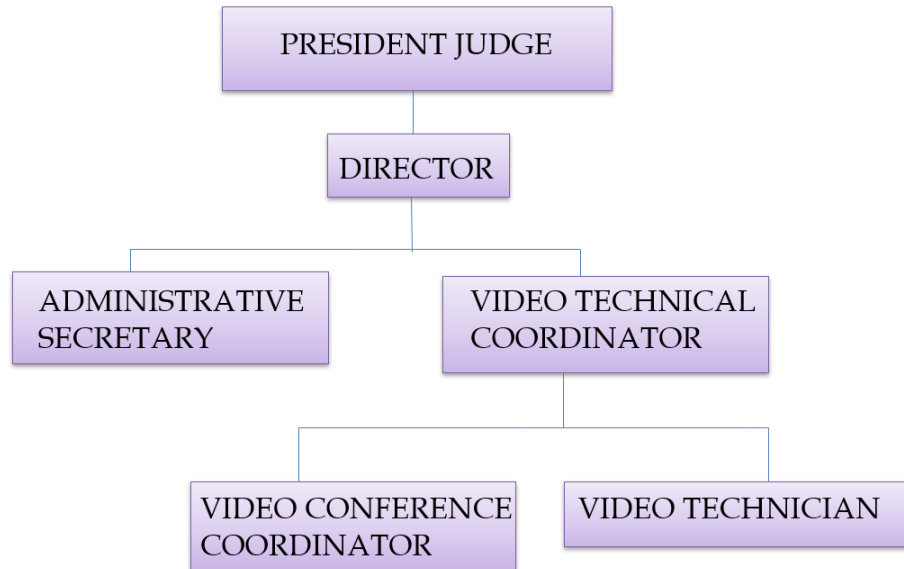 PRESIDENT JUDGE
DIRECTOR
ADMINISTRATIVE
SECRETARY
VIDEO TECHNICAL
COORDINATOR
VIDEO CONFERENCE
COORDINATOR
VIDEO TECHNICIAN